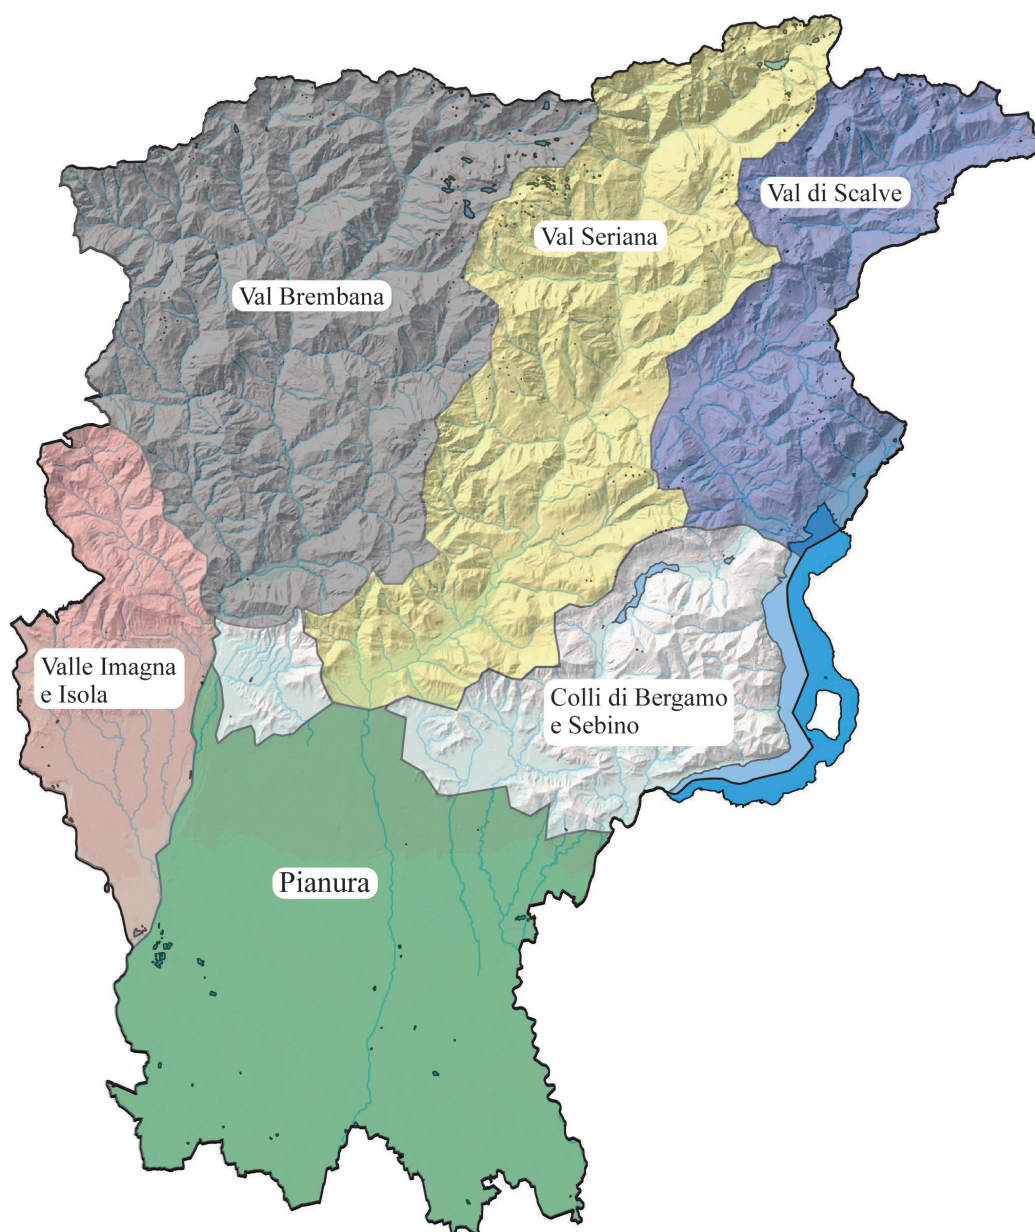 Val di Scalve
Val Seriana
Val Brembana
Valle Imagna
e Isola
Colli di Bergamo
e Sebino
Pianura